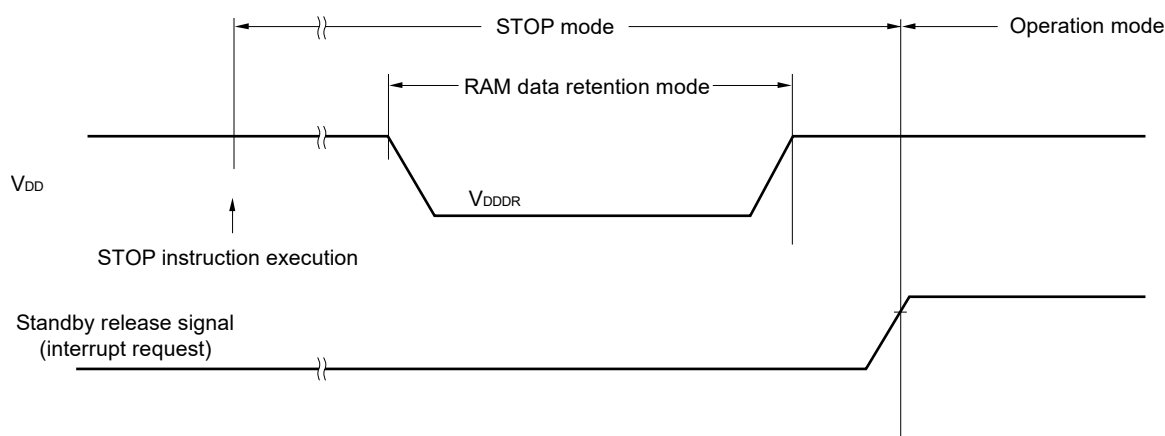 STOP mode
Operation mode
RAM data retention mode
VDD
VDDDR
STOP instruction execution
Standby release signal
(interrupt request)